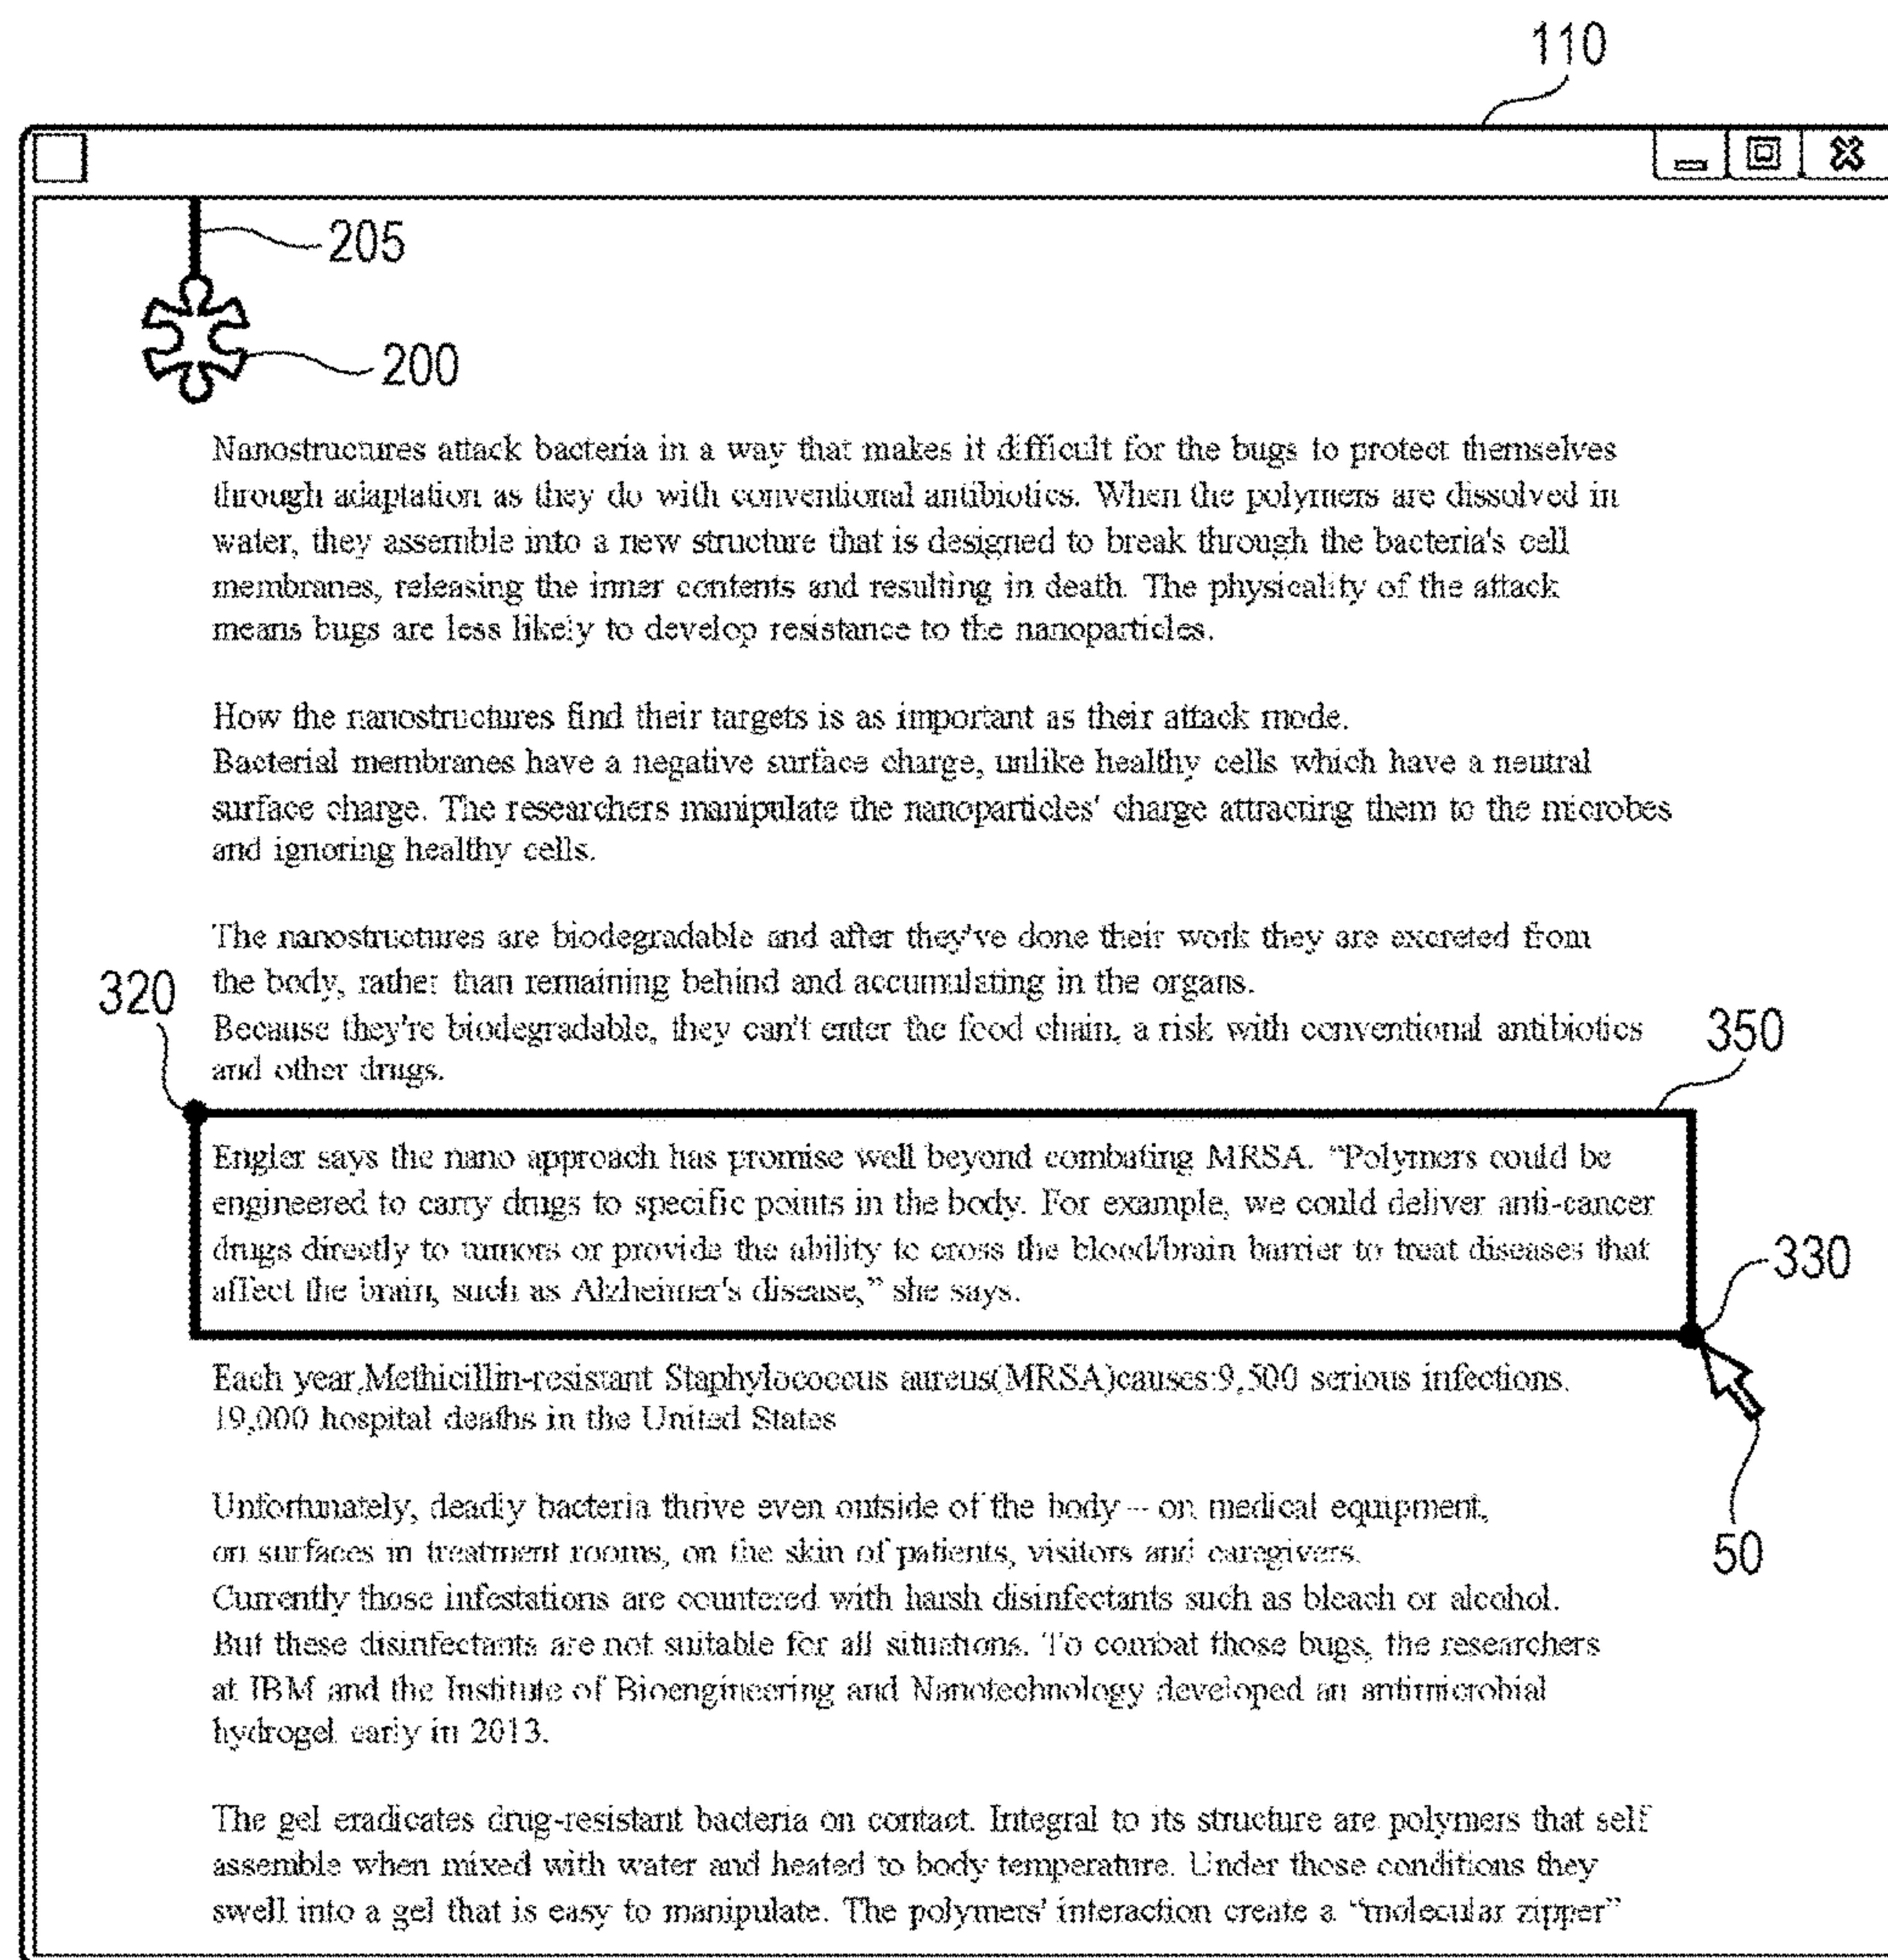 110
205
200
Nanostructures attack bacteria in a way that makes it difficult for the bugs to protect themselves
through adaptation as they do with conventional antibiotics. When the polymers are dissolved in
water, they assemble into a new structure that is designed to break through the bacteria's cell
membranes, releasing the inner contents and resulting in death. The physicality of the attack
means bugs are less likely to develop resistance to the nanoparticles.
How the nanostructures find their targets is as important as their attack mode.
Bacterial membranes have a negative surface charge, unlike healthy cells which have a neutral
surface charge. The researchers manipulate the nanoparticles' charge attracting them to the microbes
and ignoring healthy cells.
The nanostructures are biodegradable and after they've done their work they are excreted from
320
the body, rather than remaining behind and accumulating in the organs.
Because they're biodegradable, they can't enter the food chain, a risk with conventional antibiotics
350
and other drugs.
Engler says the nano approach has promise well beyond combating MRSA. “Polymers could be
engineered to carry drugs to specific points in the body. For example, we could deliver anti-cancer
drugs directly to tumors or provide the ability to cross the blood/brain barrier to treat diseases that
330
affect the brain, such as Alzheimer's disease,” she says.
Each year,Methicillin-resistant Staphylococcus aureus(MRSA)causes:9,500 serious infections.
19,000 hospital deaths in the United States
Unfortunately, deadly bacteria thrive even outside of the body -- on medical equipment,
on surfaces in treatment rooms, on the skin of patients, visitors and caregivers.
50
Currently those infestations are countered with harsh disinfectants such as bleach or alcohol.
But these disinfectants are not suitable for all situations. To combat those bugs, the researchers
at IBM and the Institute of Bioengineering and Nanotechnology developed an antimicrobial
hydrogel early in 2013.
The gel eradicates drug-resistant bacteria on contact. Integral to its structure are polymers that self
assemble when mixed with water and heated to body temperature. Under those conditions they
swell into a gel that is easy to manipulate. The polymers' interaction create a “molecular zipper”